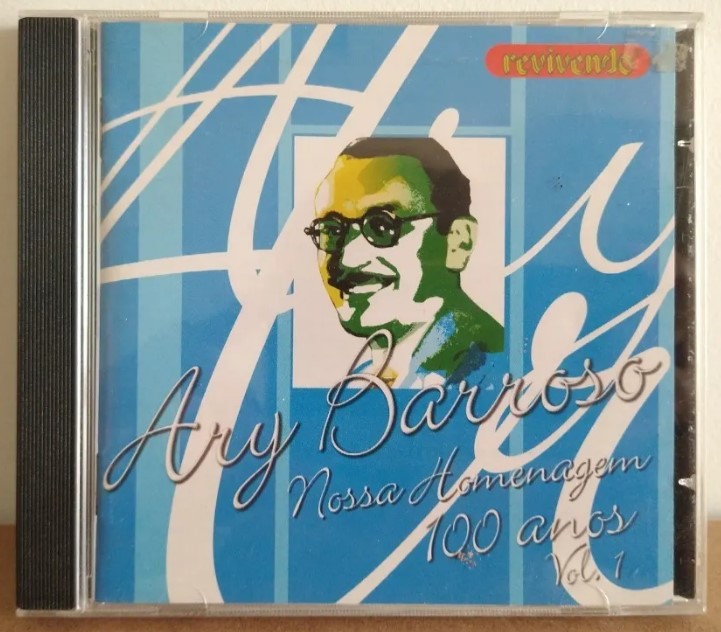 revivendo
Ary Barroso
Nossa Homenagem
100 anos
Vol. 1